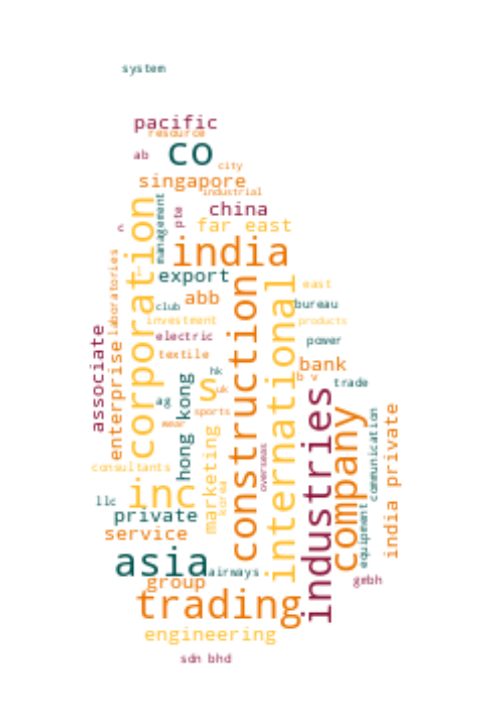 system
pacific
resource
ab
co
city
singapore
industrial
management
pte
china
far east
corporation
india
laboratories
export
abb
east
club
bureau
investment
products
electric
power
associate
enterprise
textile
bank
construction
international
hk
b v
trade
hong kong
s
uk
ag
sports
wear
industries
company
communication
india private
marketing
consultants
overseas
korea
inc
llc
private
service
equipment
asia
airways
group
gmbh
trading
engineering
sdn bhd